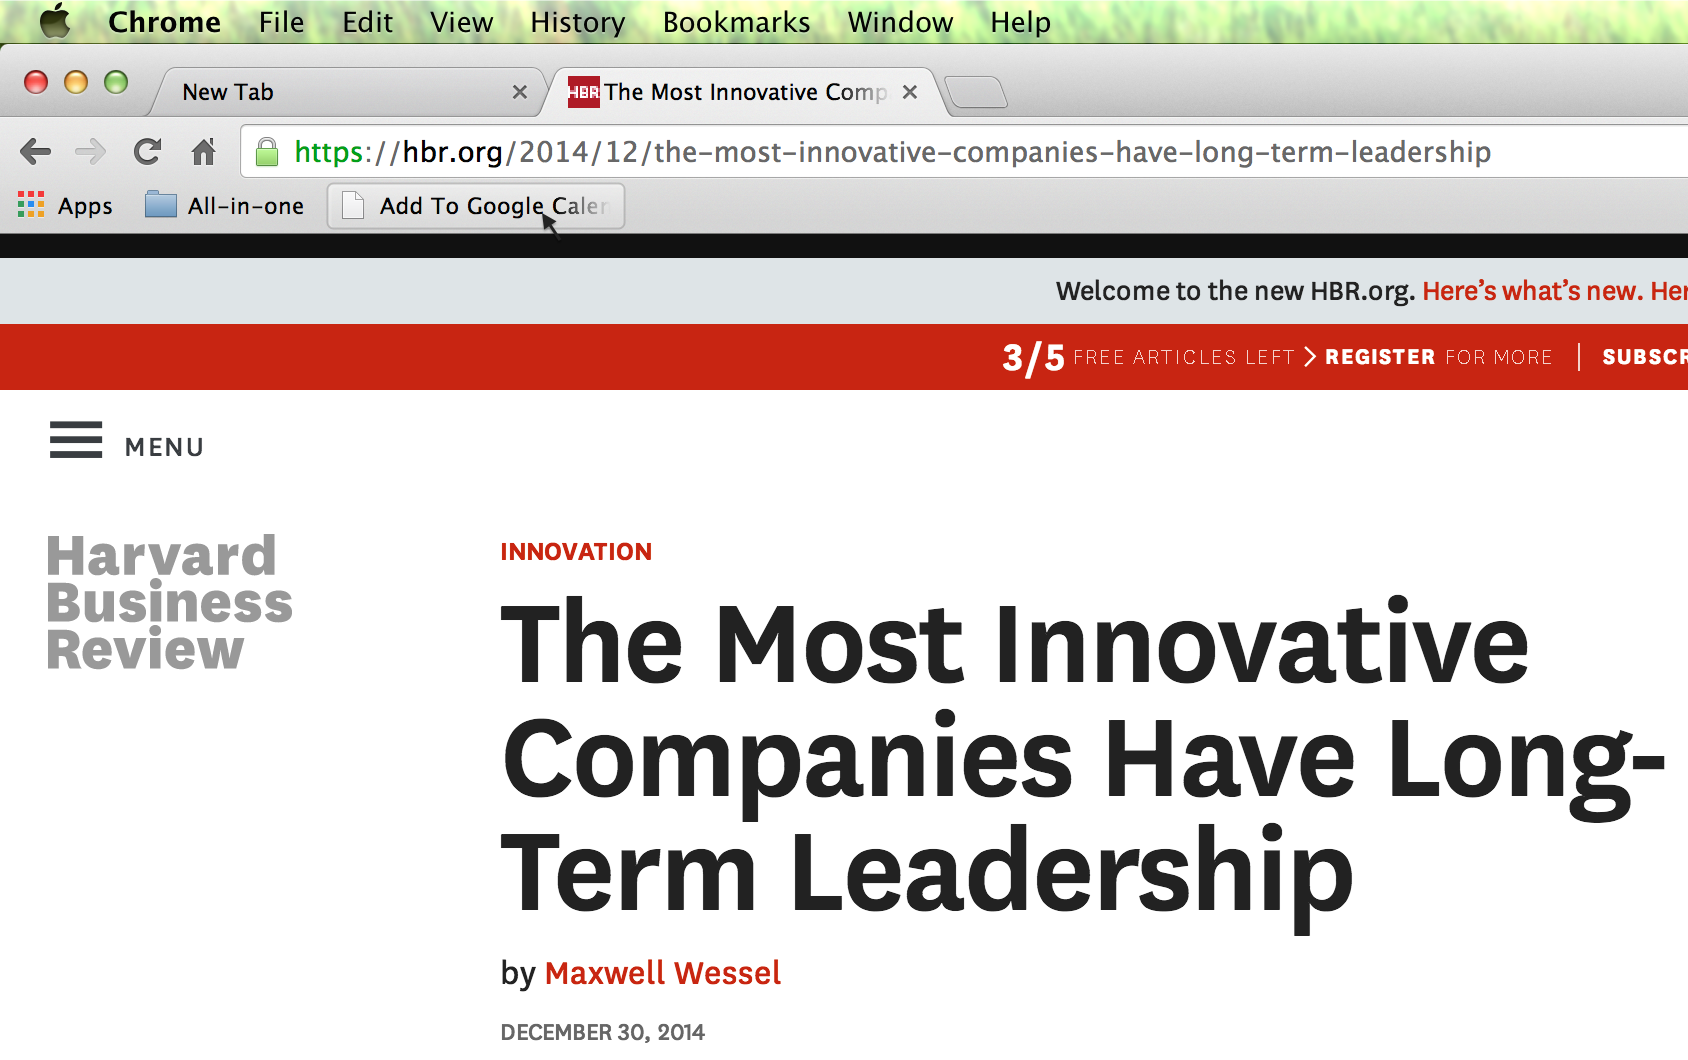 Chrome File Edit View History Bookmarks Window Help
New Tab HBR The Most Innovative Comp
https://hbr.org/2014/12/the-most-innovative-companies-have-long-term-leadership
Apps All-in-one Add To Google Calen
Welcome to the new HBR.org. Here's what's new. Her
3/5 FREE ARTICLES LEFT > REGISTER FOR MORE | SUBSCR
MENU
Harvard
Business
Review
INNOVATION
The Most Innovative
Companies Have Long-
Term Leadership
by Maxwell Wessel
DECEMBER 30, 2014